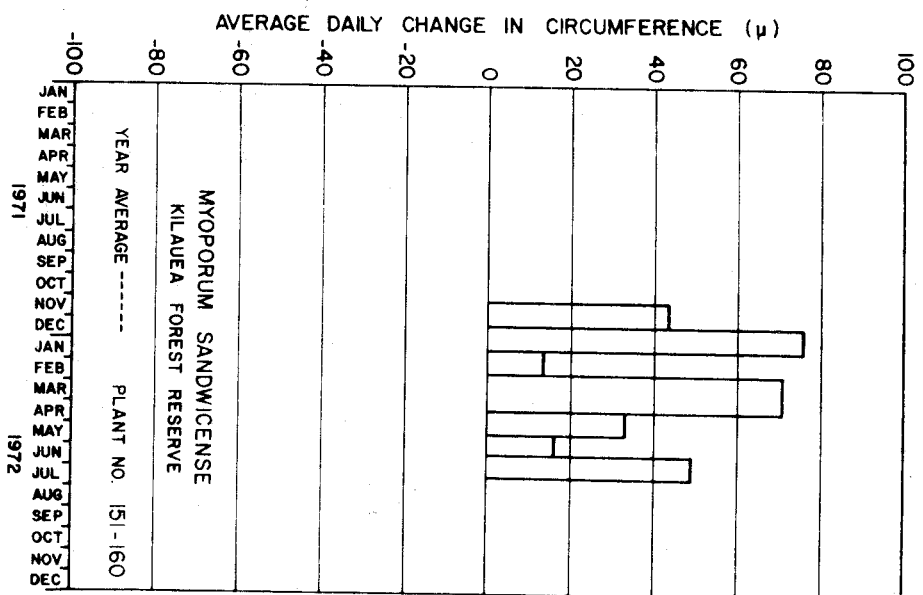 AVERAGE DAILY CHANGE IN CIRCUMFERENCE (μ)
-100
-80
-60
-40
-20
0
20
40
60
80
100
JAN
FEB
MAR
APR
MAY
JUN
JUL
AUG
SEP
OCT
NOV
DEC
JAN
FEB
MAR
APR
MAY
JUN
JUL
AUG
SEP
OCT
NOV
DEC
1971
1972
MYOPORUM SANDWICENSE
KILAUEA FOREST RESERVE
YEAR AVERAGE ------ PLANT NO. 151-160